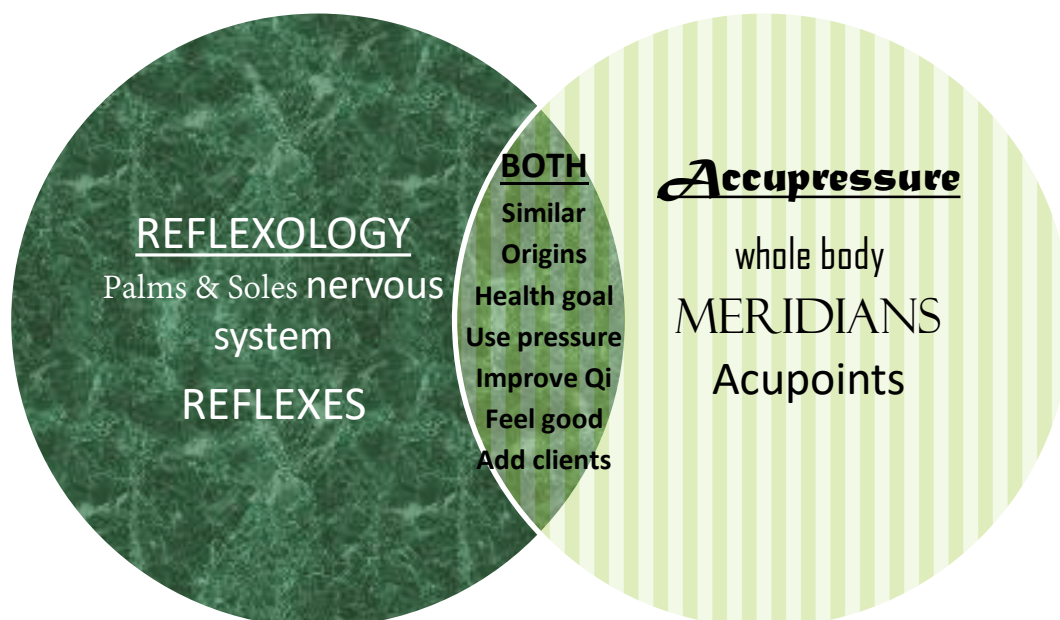 REFLEXOLOGY
Palms & Soles nervous
system
REFLEXES
BOTH
Similar
Origins
Health goal
Use pressure
Improve Qi
Feel good
Add clients
Accupressure
whole body
MERIDIANS
Acupoints